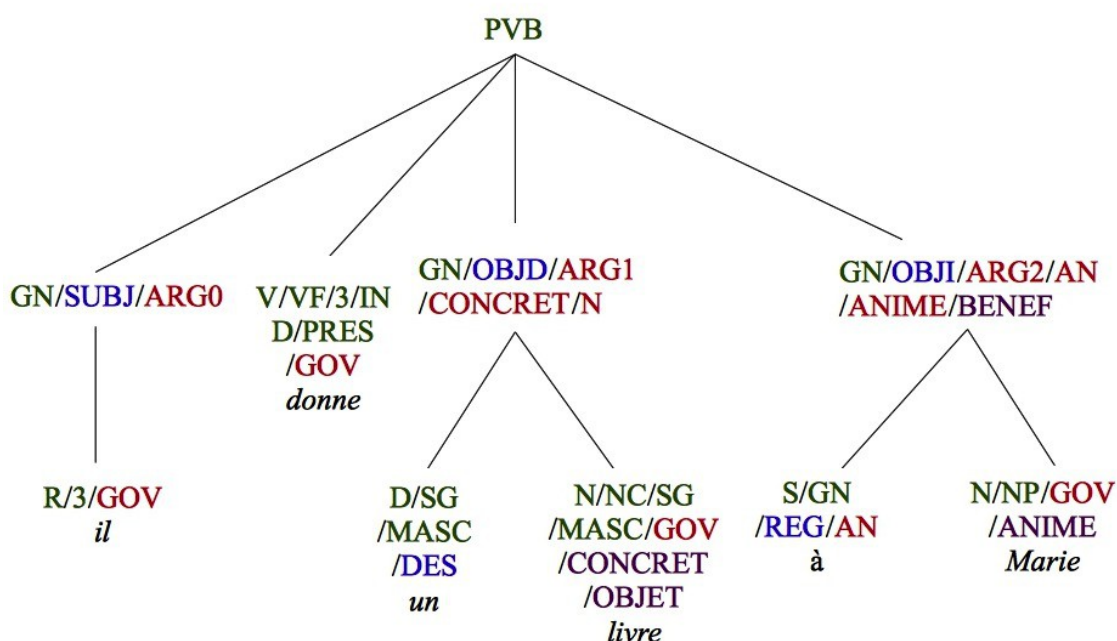 PVB
GN/SUBJ/ARG0
V/VF/3/IN
D/PRES
/GOV
donne
GN/OBJD/ARG1
/CONCRET/N
GN/OBJI/ARG2/AN
/ANIME/BENEF
R/3/GOV
il
D/SG
/MASC
/DES
un
N/NC/SG
/MASC/GOV
/CONCRET
/OBJET
livre
S/GN
/REG/AN
à
N/NP/GOV
/ANIME
Marie